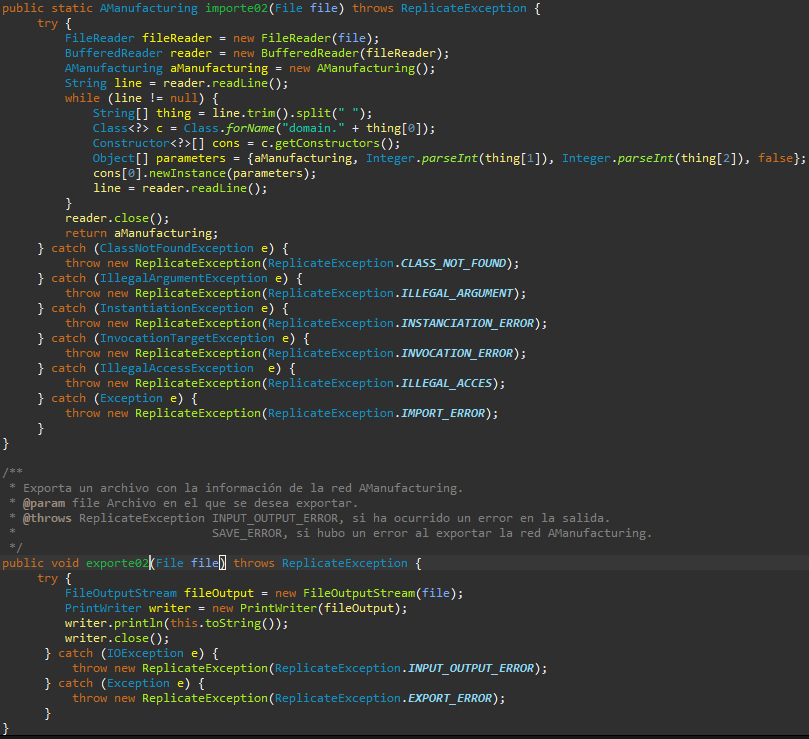 public static AManufacturing importe02(File file) throws ReplicateException {
try {
FileReader fileReader = new FileReader(file);
BufferedReader reader = new BufferedReader(fileReader);
AManufacturing aManufacturing = new AManufacturing();
String line = reader.readLine();
while (line != null) {
String[] thing = line.trim().split(" ");
Class<?> c = Class.forName("domain." + thing[0]);
Constructor<?>[] cons = c.getConstructors();
Object[] parameters = {aManufacturing, Integer.parseInt(thing[1]), Integer.parseInt(thing[2]), false};
cons[0].newInstance(parameters);
line = reader.readLine();
}
reader.close();
return aManufacturing;
} catch (ClassNotFoundException e) {
throw new ReplicateException(ReplicateException.CLASS_NOT_FOUND);
} catch (IllegalArgumentException e) {
throw new ReplicateException(ReplicateException.ILLEGAL_ARGUMENT);
} catch (InstantiationException e) {
throw new ReplicateException(ReplicateException.INSTANCIATION_ERROR);
} catch (InvocationTargetException e) {
throw new ReplicateException(ReplicateException.INVOCATION_ERROR);
} catch (IllegalAccessException  e) {
throw new ReplicateException(ReplicateException.ILLEGAL_ACCES);
} catch (Exception e) {
throw new ReplicateException(ReplicateException.IMPORT_ERROR);
}
}
/**
* Exporta un archivo con la información de la red AManufacturing.
* @param file Archivo en el que se desea exportar.
* @throws ReplicateException INPUT_OUTPUT_ERROR, si ha ocurrido un error en la salida.
* SAVE_ERROR, si hubo un error al exportar la red AManufacturing.
*/
public void exporte02(File file) throws ReplicateException {
try {
FileOutputStream fileOutput = new FileOutputStream(file);
PrintWriter writer = new PrintWriter(fileOutput);
writer.println(this.toString());
writer.close();
} catch (IOException e) {
throw new ReplicateException(ReplicateException.INPUT_OUTPUT_ERROR);
} catch (Exception e) {
throw new ReplicateException(ReplicateException.EXPORT_ERROR);
}
}